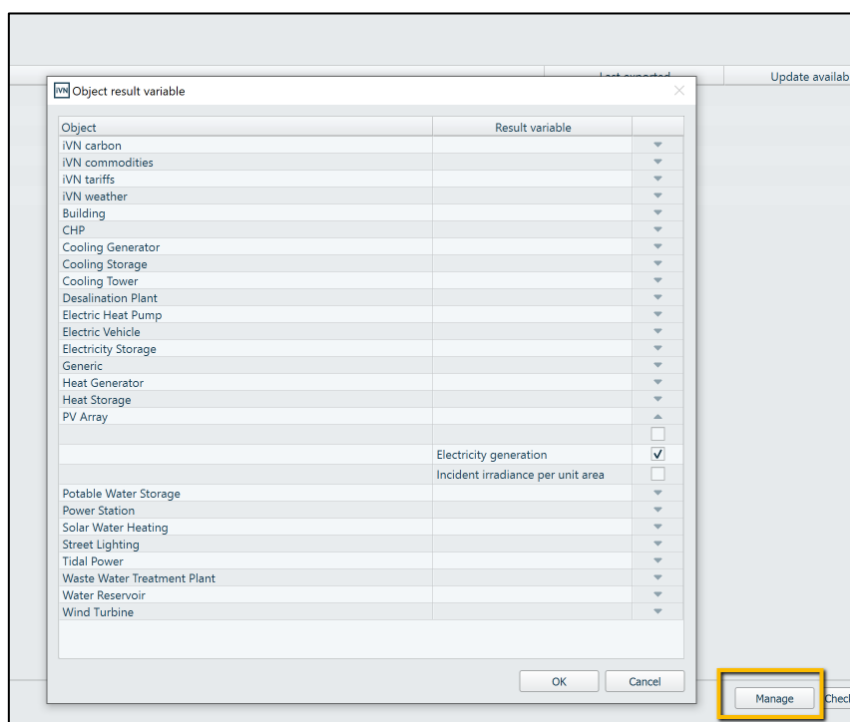 Last exported
Update availab
iVN Object result variable
Object Result variable
iVN carbon
iVN commodities
iVN tariffs
iVN weather
Building
CHP
Cooling Generator
Cooling Storage
Cooling Tower
Desalination Plant
Electric Heat Pump
Electric Vehicle
Electricity Storage
Generic
Heat Generator
Heat Storage
PV Array
Electricity generation
Incident irradiance per unit area
Potable Water Storage
Power Station
Solar Water Heating
Street Lighting
Tidal Power
Waste Water Treatment Plant
Water Reservoir
Wind Turbine
OK Cancel
Manage Chec